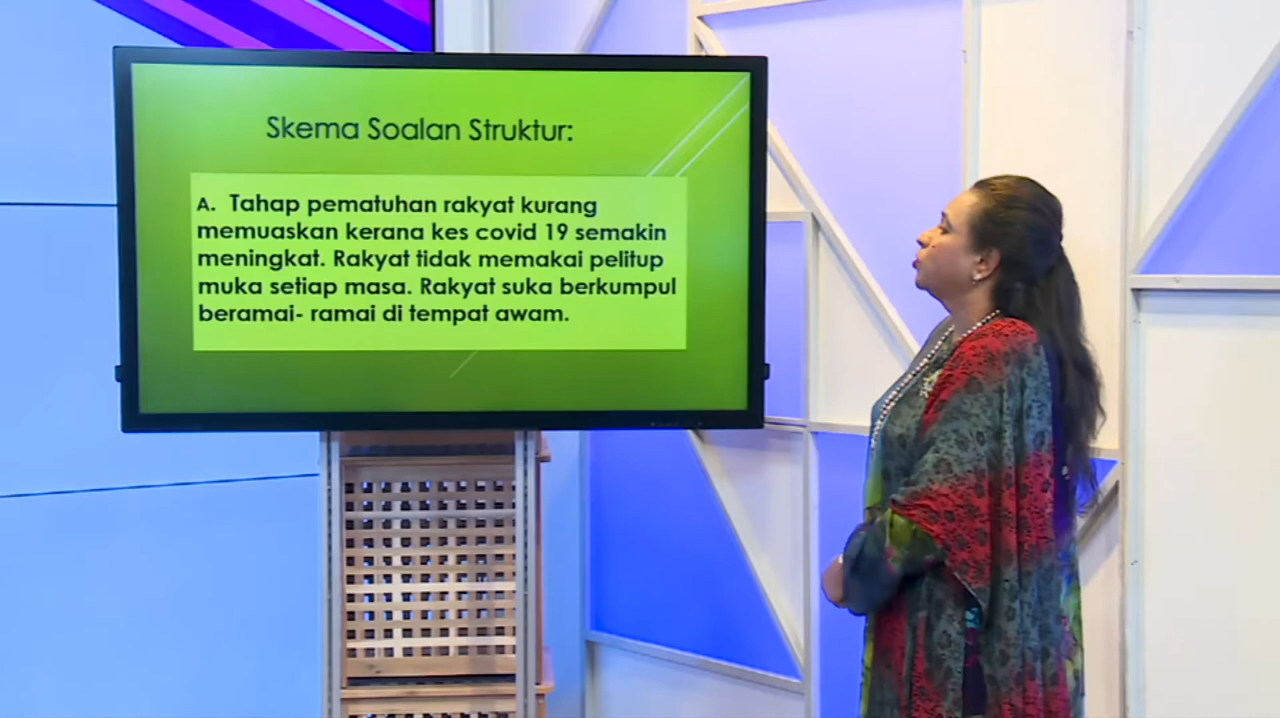 Skema Soalan Struktur:
A. Tahap pematuhan rakyat kurang
memuaskan kerana kes covid 19 semakin
meningkat. Rakyat tidak memakai pelitup
muka setiap masa. Rakyat suka berkumpul
beramai- ramai di tempat awam.